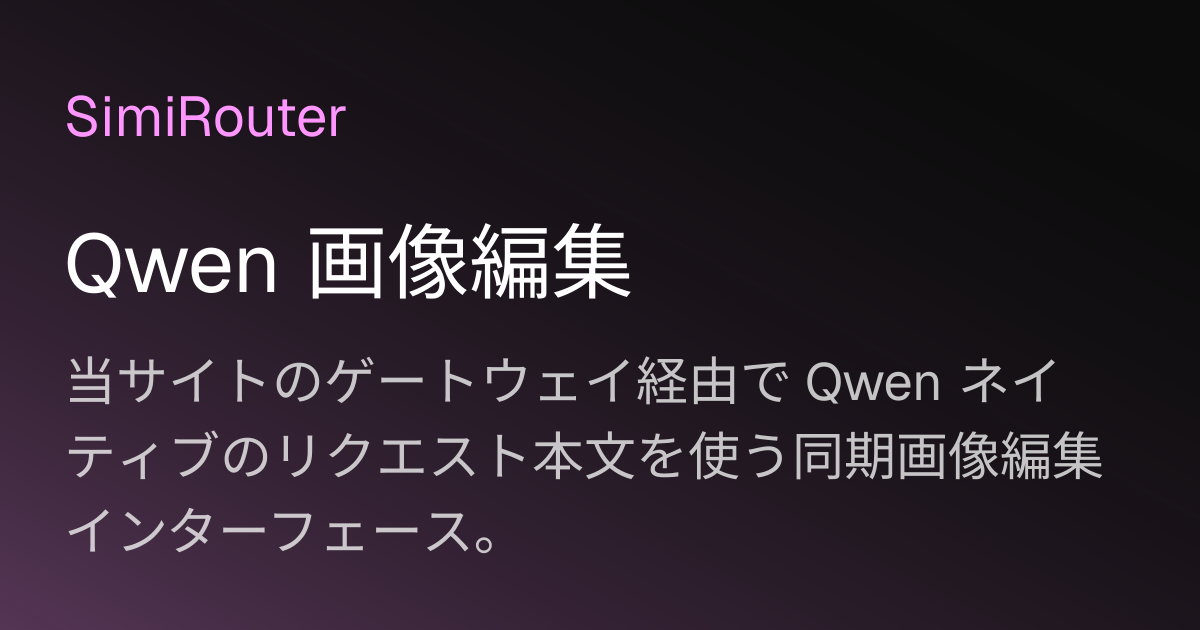 SimiRouter
Qwen 画像編集
当サイトのゲートウェイ経由で Qwen ネイ
ティブのリクエスト本文を使う同期画像編集
インターフェース。